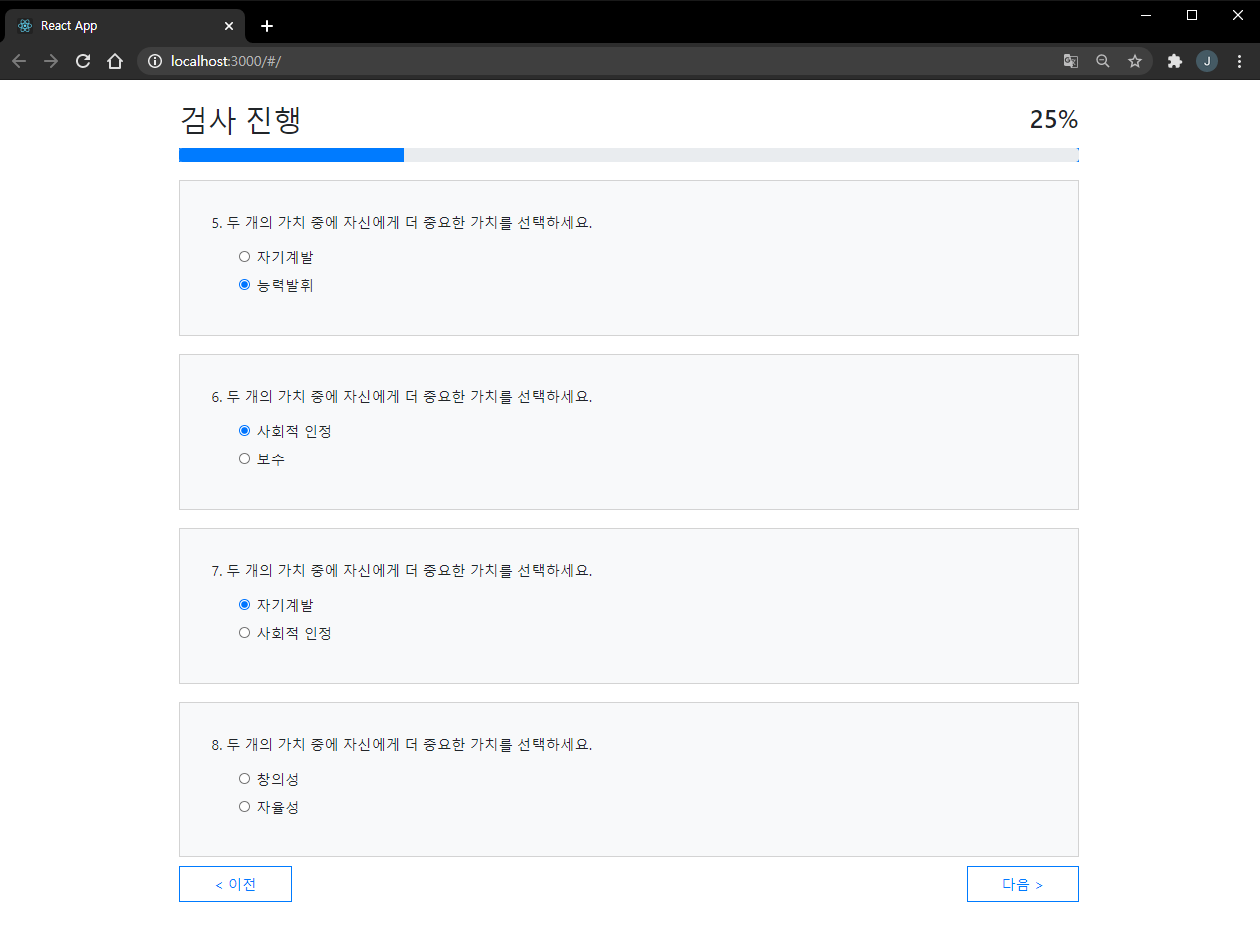 React App
localhost:3000/#/
J
검사 진행
25%
5. 두 개의 가치 중에 자신에게 더 중요한 가치를 선택하세요.
자기계발
능력발휘
6. 두 개의 가치 중에 자신에게 더 중요한 가치를 선택하세요.
사회적 인정
보수
7. 두 개의 가치 중에 자신에게 더 중요한 가치를 선택하세요.
자기계발
사회적 인정
8. 두 개의 가치 중에 자신에게 더 중요한 가치를 선택하세요.
창의성
자율성
< 이전
다음 >